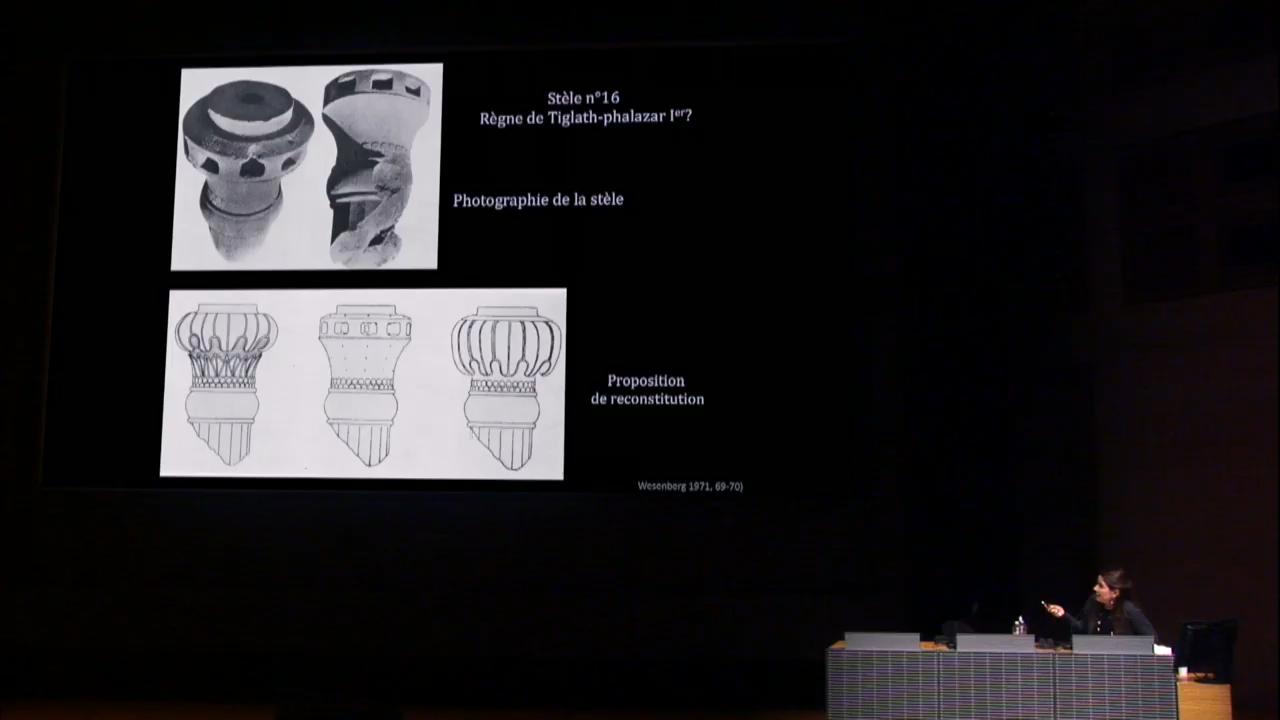 Stèle n°16
Règne de Tiglath-phalazar Iᵉʳ?
Photographie de la stèle
Proposition
de reconstitution
Wesenberg 1971, 69-70)